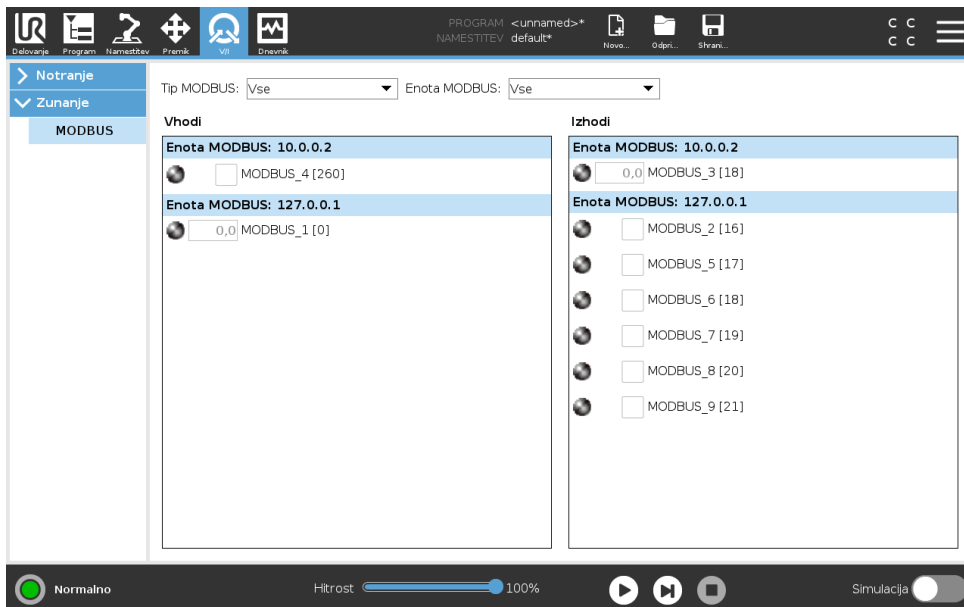 UR
PROGRAM <unnamed>*
NAMESTITEV default*
C C
C C
Delovanje Program Namestitev Premik V/I Dnevnik Novo... Odpri... Shrani...
Notranje
Zunanje
MODBUS
Tip MODBUS: Vse Enota MODBUS: Vse
Vhodi
Enota MODBUS: 10.0.0.2
MODBUS_4 [260]
Enota MODBUS: 127.0.0.1
0,0 MODBUS_1 [0]
Izhodi
Enota MODBUS: 10.0.0.2
0,0 MODBUS_3 [18]
Enota MODBUS: 127.0.0.1
MODBUS_2 [16]
MODBUS_5 [17]
MODBUS_6 [18]
MODBUS_7 [19]
MODBUS_8 [20]
MODBUS_9 [21]
Normalno Hitrost 100% Simulacija